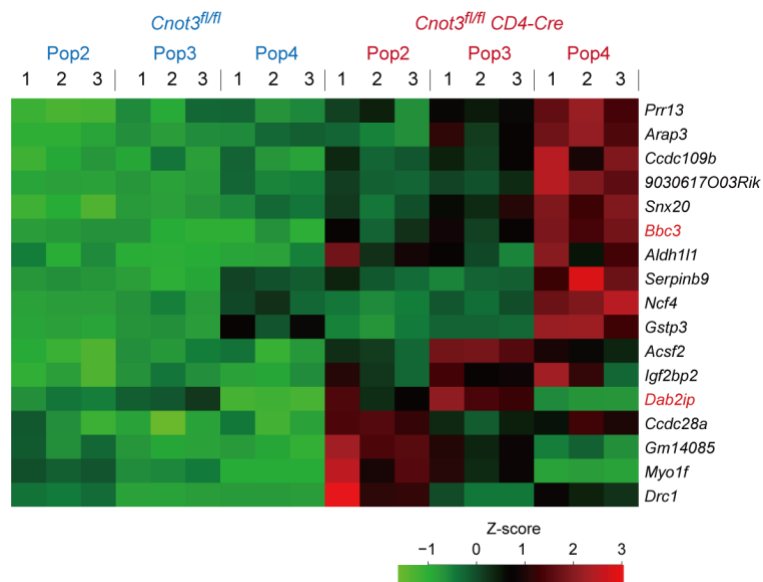 Cnot3fl/fl Cnot3fl/fl CD4-Cre
Pop2 Pop3 Pop4 Pop2 Pop3 Pop4
1 2 3 1 2 3 1 2 3 1 2 3 1 2 3 1 2 3
Prr13
Arap3
Ccdc109b
9030617O03Rik
Snx20
Bbc3
Aldh1l1
Serpinb9
Ncf4
Gstp3
Acsf2
Igf2bp2
Dab2ip
Ccdc28a
Gm14085
Myo1f
Drc1
Z-score
−1 0 1 2 3